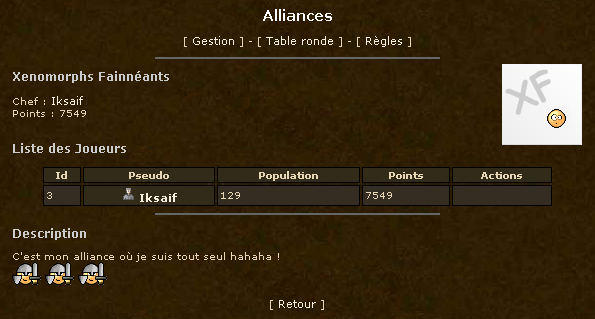 Alliances
[ Gestion ] - [ Table ronde ] - [ Règles ]
Xenomorphs Fainnéants
XF
Chef : Iksaif
Points : 7549
Liste des Joueurs
Id Pseudo Population Points Actions
3 Iksaif 129 7549
Description
C'est mon alliance où je suis tout seul hahaha !
[ Retour ]